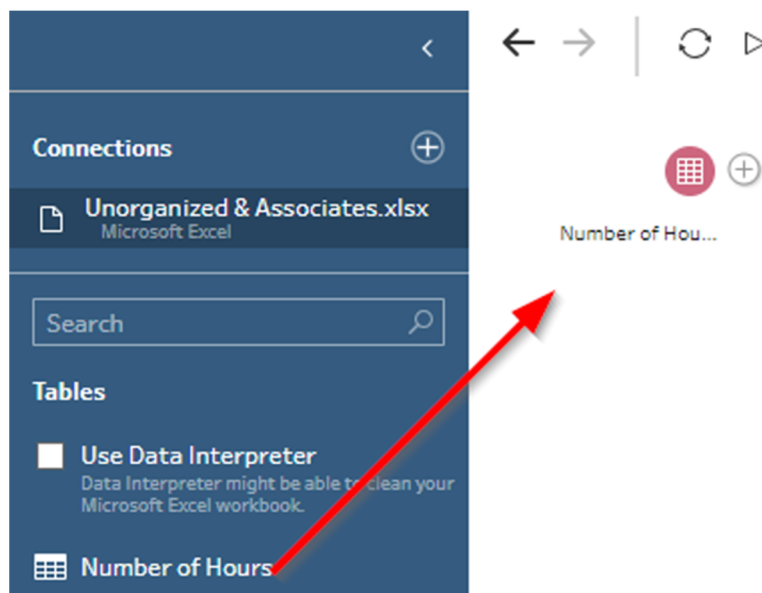 Connections
Unorganized & Associates.xlsx
Microsoft Excel
Number of Hou...
Search
Tables
Use Data Interpreter
Data Interpreter might be able to clean your
Microsoft Excel workbook.
Number of Hours